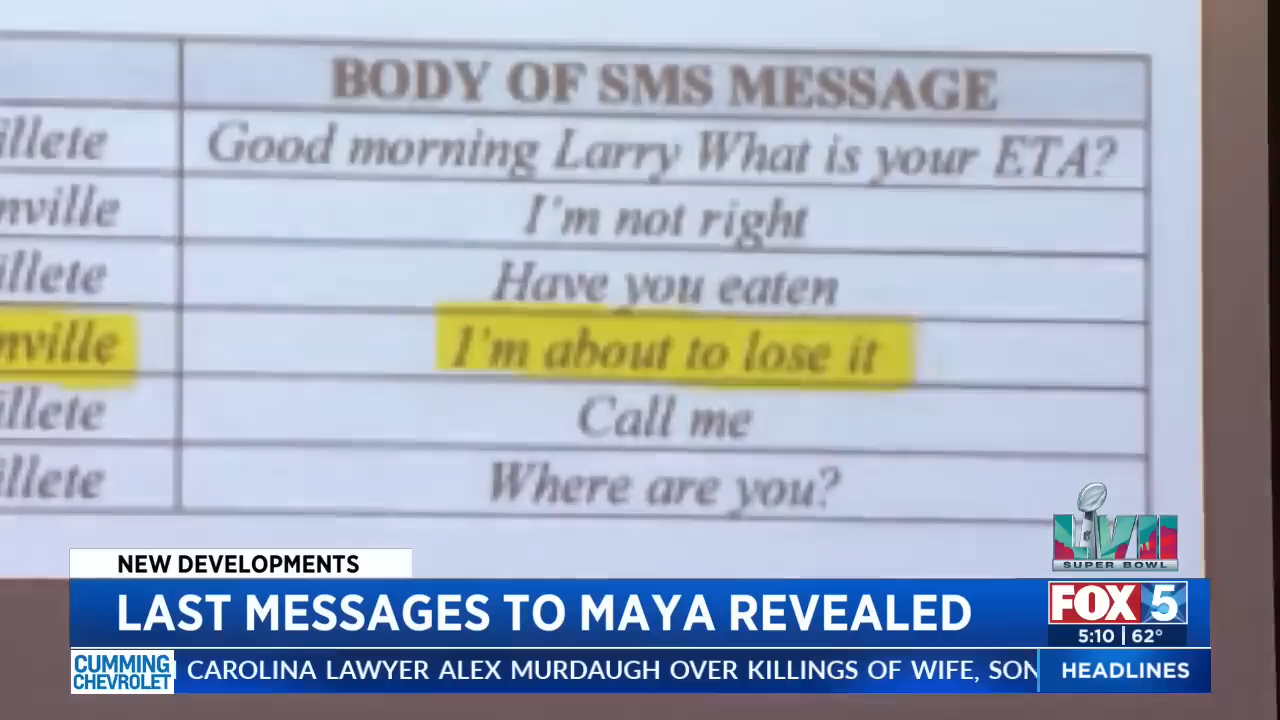 BODY OF SMS MESSAGE
illete Good morning Larry What is your ETA?
nville I'm not right
illete Have you eaten
nville I'm about to lose it
illete Call me
illete Where are you?
LVII
SUPER BOWL
NEW DEVELOPMENTS
LAST MESSAGES TO MAYA REVEALED
FOX 5
5:10 | 62°
CUMMING
CHEVROLET
CAROLINA LAWYER ALEX MURDAUGH OVER KILLINGS OF WIFE, SON
HEADLINES